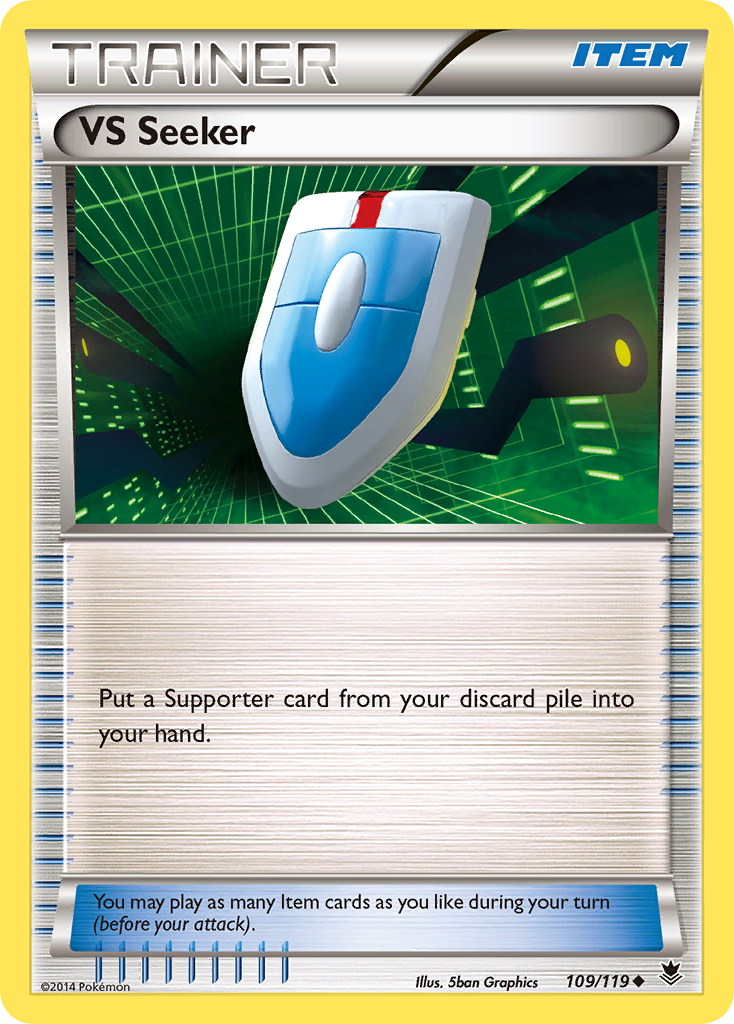 TRAINER
ITEM
VS Seeker
Put a Supporter card from your discard pile into
your hand.
You may play as many Item cards as you like during your turn
(before your attack).
©2014 Pokémon
Illus. 5ban Graphics
109/119